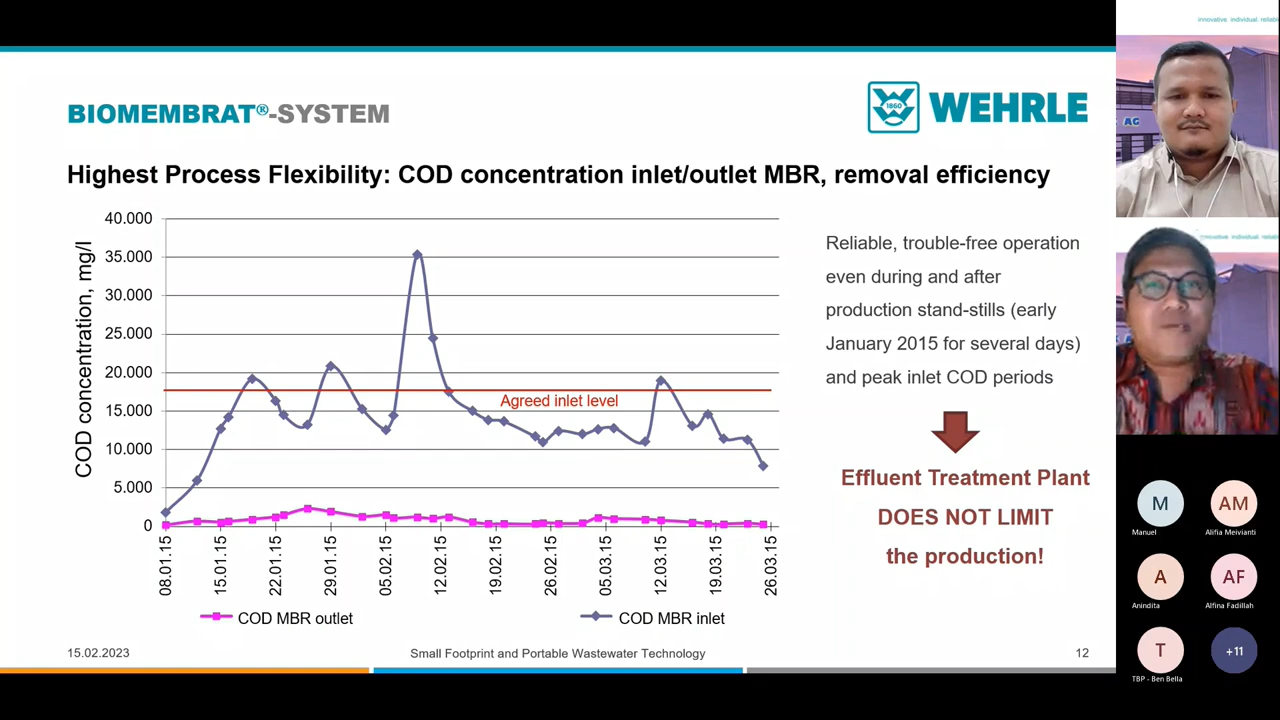 BIOMEMBRAT®-SYSTEM
1860
WEHRLE
Highest Process Flexibility: COD concentration inlet/outlet MBR, removal efficiency
COD concentration, mg/l
40.000
35.000
30.000
25.000
20.000
15.000
10.000
5.000
0
Agreed inlet level
08.01.15
15.01.15
22.01.15
29.01.15
05.02.15
12.02.15
19.02.15
26.02.15
05.03.15
12.03.15
19.03.15
26.03.15
COD MBR outlet
COD MBR inlet
Reliable, trouble-free operation
even during and after
production stand-stills (early
January 2015 for several days)
and peak inlet COD periods
Effluent Treatment Plant
DOES NOT LIMIT
the production!
15.02.2023
Small Footprint and Portable Wastewater Technology
12
innovative. individual. reliab
AG
M
Manuel
AM
Alifia Meivianti
A
Anindita
AF
Alfina Fadillah
T
TBP - Ben Bella
+11